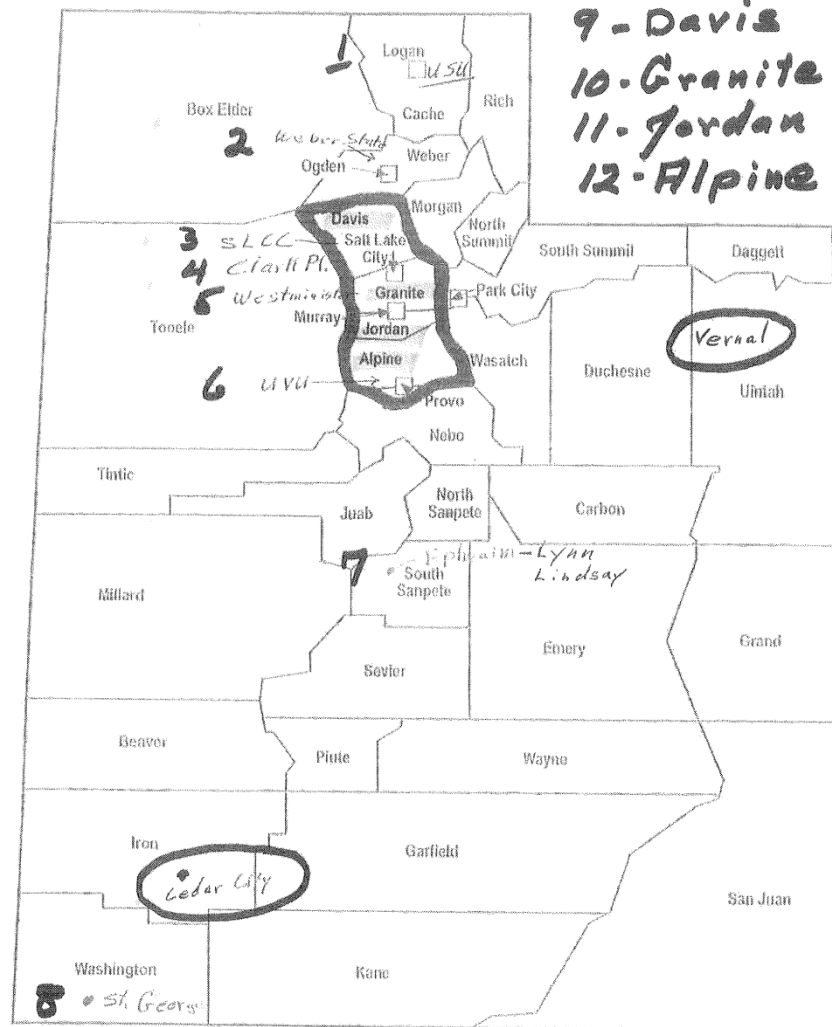 9 - Davis
10 - Granite
11 - Jordan
12 - Alpine
1
Logan
USU
Box Elder
Cache
Rich
2
Weber State
Weber
Ogden
Morgan
Davis
North
Summit
3
SLCC
Salt Lake
City
South Summit
Daggett
4
Clark Pl.
5
Westminister
Granite
Park City
Tooele
Murray
Jordan
Vernal
Alpine
Wasatch
Duchesne
Uintah
6
UVU
Provo
Nebo
Tintic
Juab
North
Sanpete
Carbon
7
Ephraim - Lynn
Lindsay
South
Sanpete
Millard
Emery
Grand
Sevier
Beaver
Piute
Wayne
Iron
Garfield
Cedar City
San Juan
Washington
Kane
8
St. George